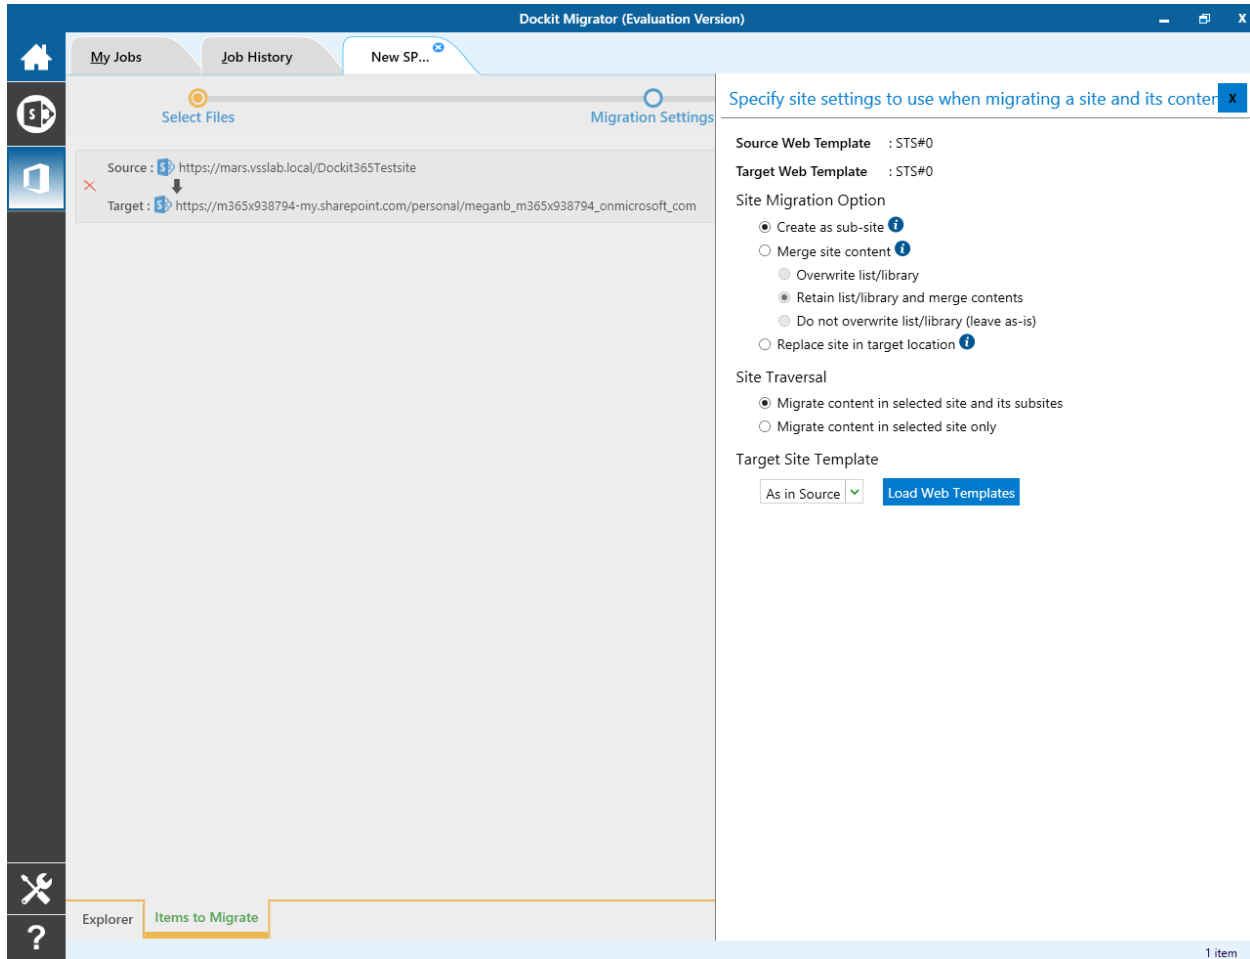 Dockit Migrator (Evaluation Version)
X
My Jobs
Job History
New SP...
Select Files
Migration Settings
Source : https://mars.vsslab.local/Dockit365Testsite
Target : https://m365x938794-my.sharepoint.com/personal/meganb_m365x938794_onmicrosoft_com
Specify site settings to use when migrating a site and its conten
X
Source Web Template : STS#0
Target Web Template : STS#0
Site Migration Option
Create as sub-site
Merge site content
Overwrite list/library
Retain list/library and merge contents
Do not overwrite list/library (leave as-is)
Replace site in target location
Site Traversal
Migrate content in selected site and its subsites
Migrate content in selected site only
Target Site Template
As in Source
Load Web Templates
Explorer
Items to Migrate
?
1 item